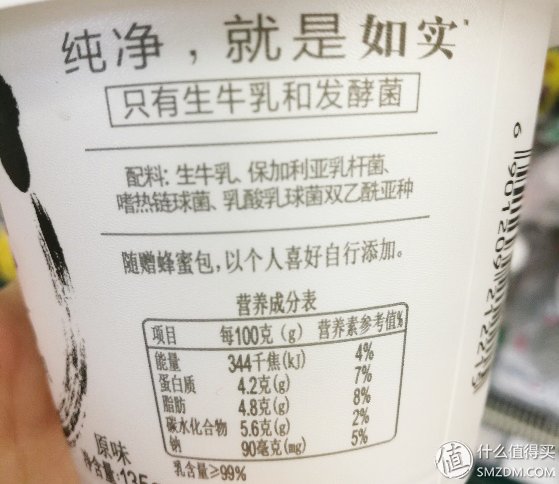 纯净，就是如实
只有生牛乳和发酵菌
配料: 生牛乳、保加利亚乳杆菌、
嗜热链球菌、乳酸乳球菌双乙酰亚种
随赠蜂蜜包，以个人喜好自行添加。
营养成分表
项目 每100克 (g) 营养素参考值%
能量 344千焦(kJ) 4%
蛋白质 4.2克(g) 7%
脂肪 4.8克(g) 8%
碳水化合物 5.6克(g) 2%
钠 90毫克(mg) 5%
乳含量≥99%
原味
净含量:135
值 什么值得买
SMZDM.COM